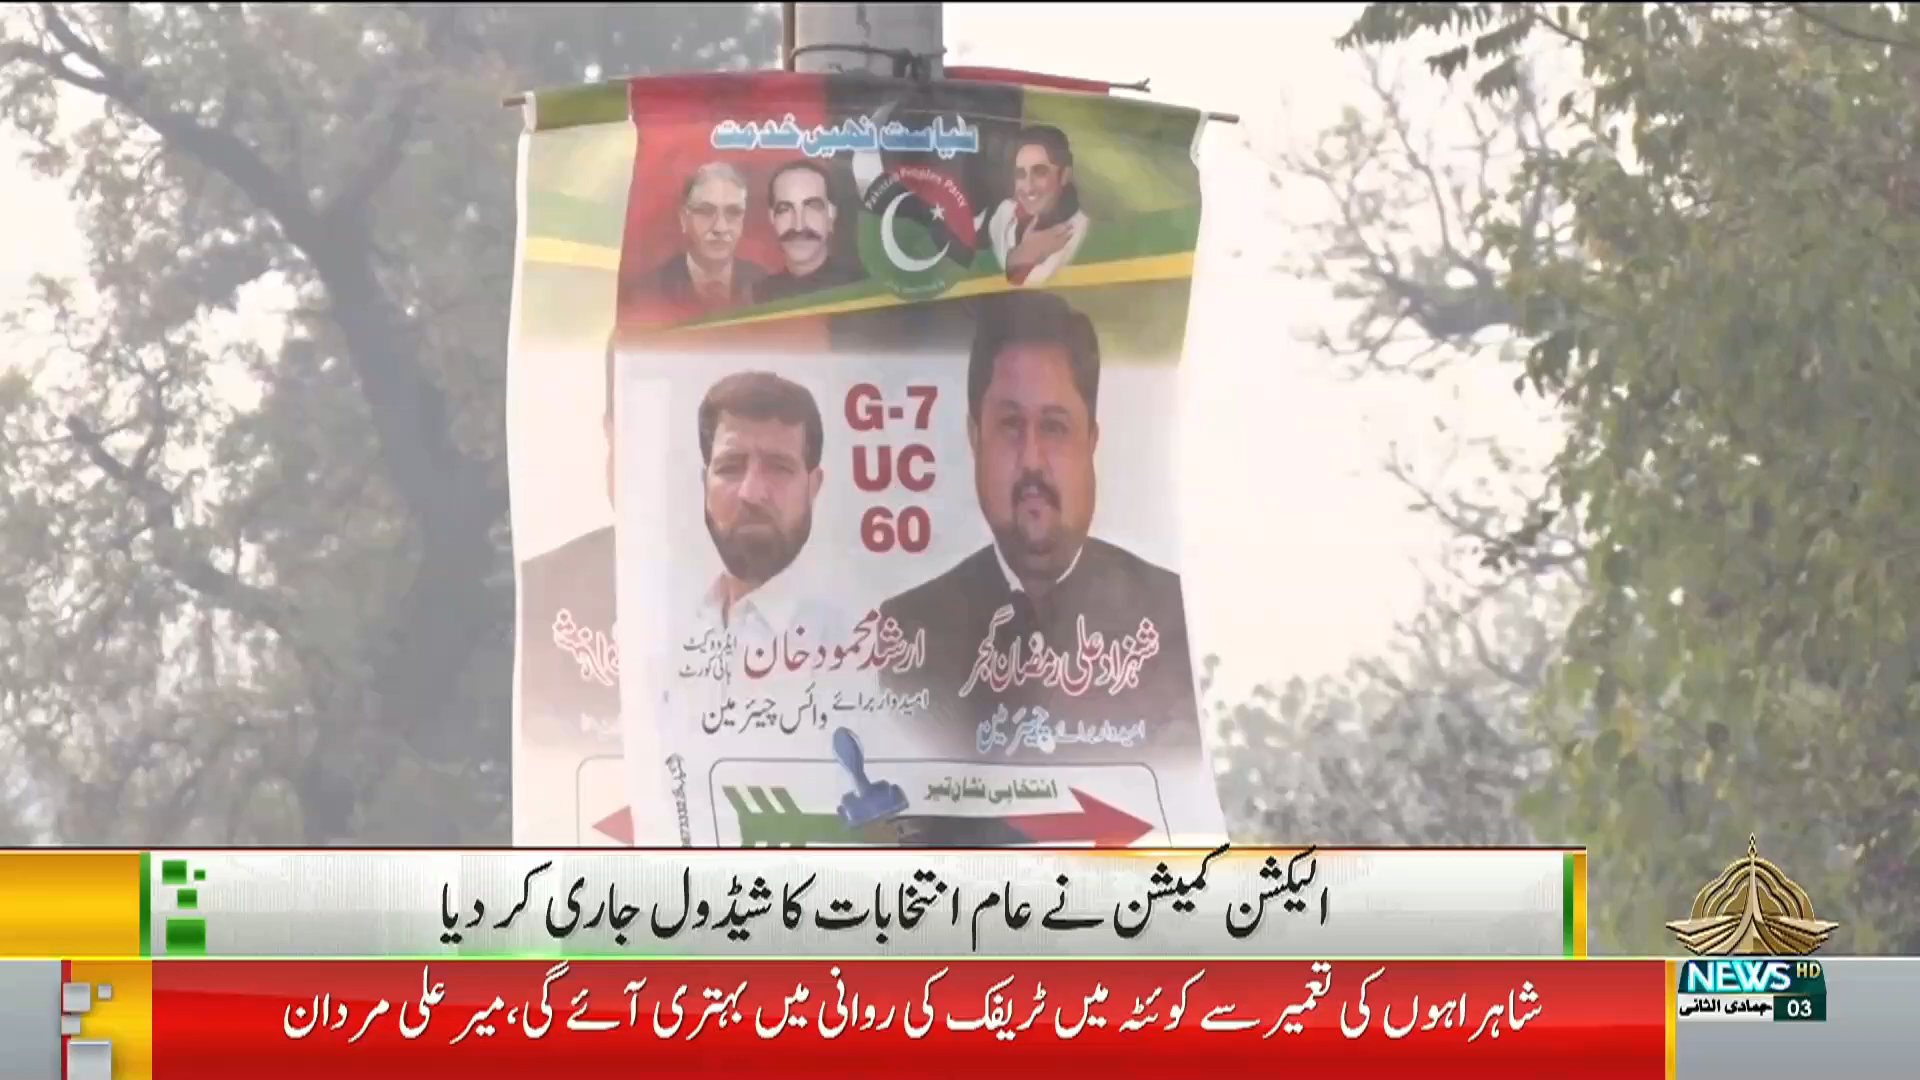 سیاست نہیں خدمت
Pakistan Peoples Party
G-7
UC
60
شہزاد علی رمضان گجر
امیدوار برائے چیئرمین
ارشد محمود خان
ایڈووکیٹ
ہائی کورٹ
امیدوار برائے وائس چیئرمین
انتخابی نشان تیر
الیکشن کمیشن نے عام انتخابات کا شیڈول جاری کر دیا
شاہراہوں کی تعمیر سے کوئٹہ میں ٹریفک کی روانی میں بہتری آئے گی، میر علی مردان
NEWS HD
03 جمادی الثانی